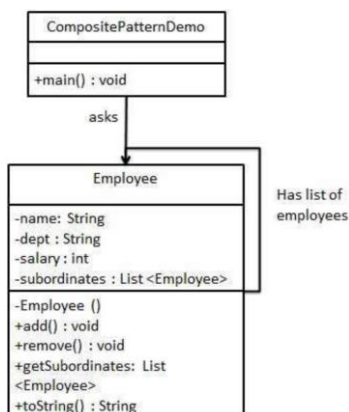 CompositePatternDemo
+main() : void
asks
Employee
Has list of
employees
-name: String
-dept : String
-salary : int
-subordinates : List <Employee>
-Employee ()
+add() : void
+remove() : void
+getSubordinates: List
<Employee>
+toString() : String